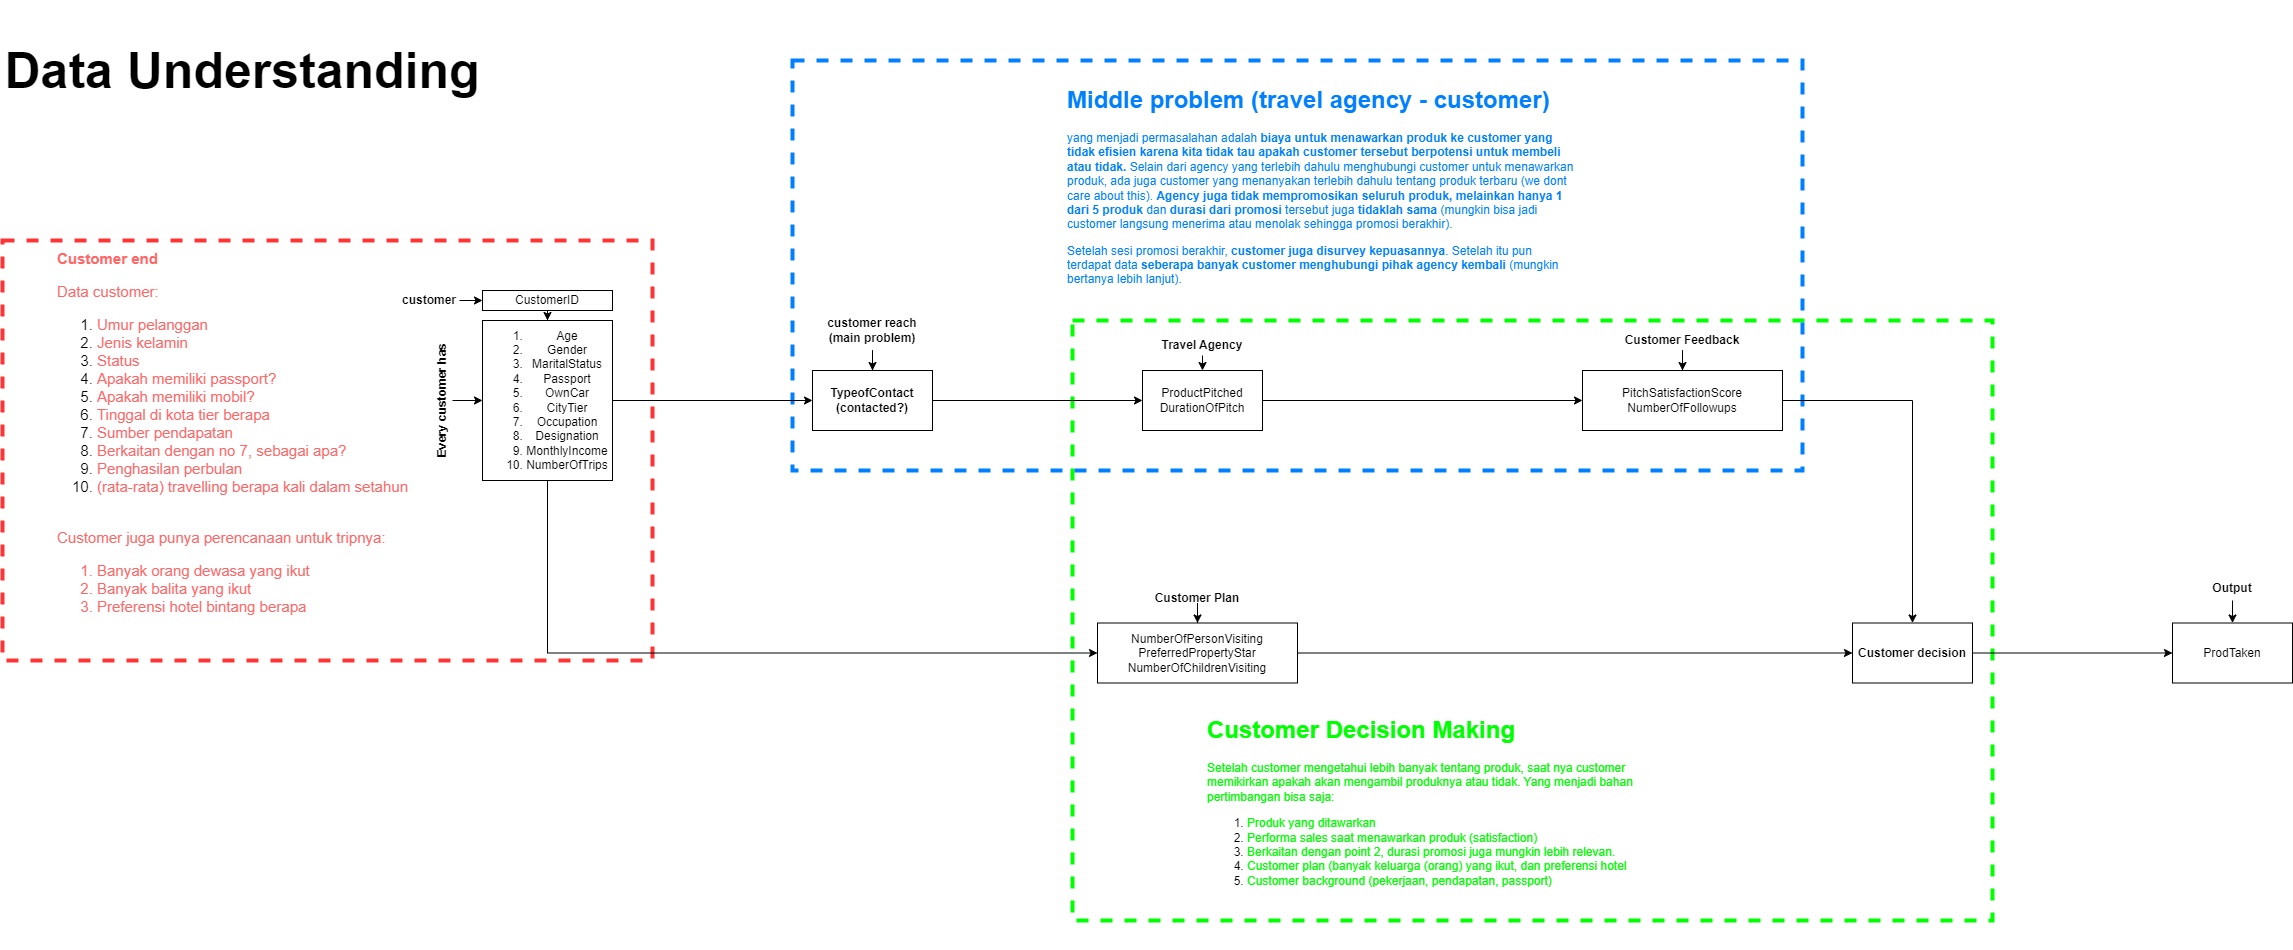 Data Understanding
Middle problem (travel agency - customer)
yang menjadi permasalahan adalah biaya untuk menawarkan produk ke customer yang
tidak efisien karena kita tidak tau apakah customer tersebut berpotensi untuk membeli
atau tidak. Selain dari agency yang terlebih dahulu menghubungi customer untuk menawarkan
produk, ada juga customer yang menanyakan terlebih dahulu tentang produk terbaru (we dont
care about this). Agency juga tidak mempromosikan seluruh produk, melainkan hanya 1
dari 5 produk dan durasi dari promosi tersebut juga tidaklah sama (mungkin bisa jadi
customer langsung menerima atau menolak sehingga promosi berakhir).
Setelah sesi promosi berakhir, customer juga disurvey kepuasannya. Setelah itu pun
terdapat data seberapa banyak customer menghubungi pihak agency kembali (mungkin
bertanya lebih lanjut).
Customer end
Data customer:
1. Umur pelanggan
2. Jenis kelamin
3. Status
4. Apakah memiliki passport?
5. Apakah memiliki mobil?
6. Tinggal di kota tier berapa
7. Sumber pendapatan
8. Berkaitan dengan no 7, sebagai apa?
9. Penghasilan perbulan
10. (rata-rata) travelling berapa kali dalam setahun
Customer juga punya perencanaan untuk tripnya:
1. Banyak orang dewasa yang ikut
2. Banyak balita yang ikut
3. Preferensi hotel bintang berapa
customer
CustomerID
Every customer has
1. Age
2. Gender
3. MaritalStatus
4. Passport
5. OwnCar
6. CityTier
7. Occupation
8. Designation
9. MonthlyIncome
10. NumberOfTrips
customer reach
(main problem)
TypeofContact
(contacted?)
Travel Agency
ProductPitched
DurationOfPitch
Customer Feedback
PitchSatisfactionScore
NumberOfFollowups
Customer Plan
NumberOfPersonVisiting
PreferredPropertyStar
NumberOfChildrenVisiting
Customer decision
Output
ProdTaken
Customer Decision Making
Setelah customer mengetahui lebih banyak tentang produk, saat nya customer
memikirkan apakah akan mengambil produknya atau tidak. Yang menjadi bahan
pertimbangan bisa saja:
1. Produk yang ditawarkan
2. Performa sales saat menawarkan produk (satisfaction)
3. Berkaitan dengan point 2, durasi promosi juga mungkin lebih relevan.
4. Customer plan (banyak keluarga (orang) yang ikut, dan preferensi hotel
5. Customer background (pekerjaan, pendapatan, passport)